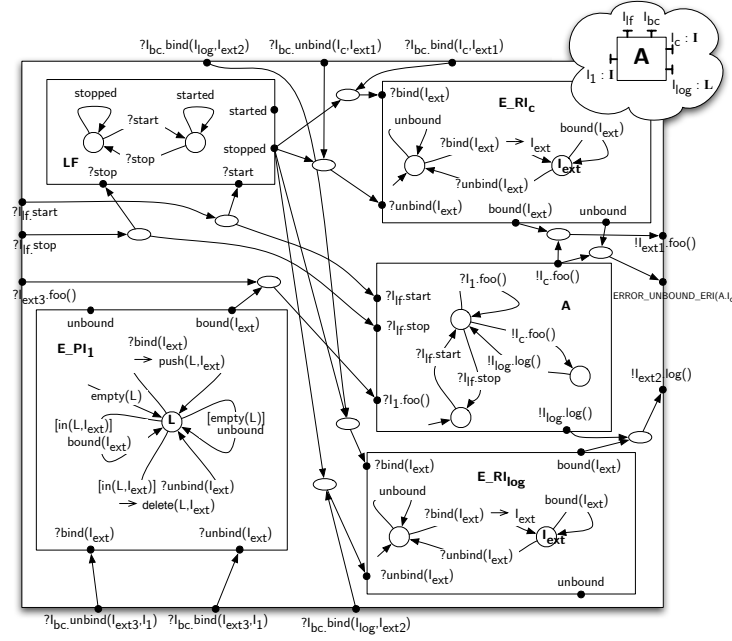 I_lf I_bc
A
I_c : I
I_1 : I
I_log : L
?I_bc.bind(I_log,I_ext2)
?I_bc.unbind(I_c,I_ext1)
?I_bc.bind(I_c,I_ext1)
stopped
started
?start
?stop
LF
started
stopped
?stop
?start
?bind(I_ext)
E_RI_c
unbound
?bind(I_ext) → I_ext
bound(I_ext)
I_ext
?unbind(I_ext)
?unbind(I_ext)
bound(I_ext)
unbound
?I_lf.start
?I_lf.stop
!I_ext1.foo()
!I_c.foo()
ERROR_UNBOUND_ERI(A.I_c
?I_ext3.foo()
unbound
bound(I_ext)
?I_lf.start
?I_lf.stop
?I_1.foo()
?I_1.foo()
A
!I_c.foo()
?I_lf.start
!I_log.log()
?I_lf.stop
!I_log.log()
!I_ext2.log()
E_PI_1
?bind(I_ext)
→ push(L,I_ext)
empty(L)
L
[in(L,I_ext)]
bound(I_ext)
[empty(L)]
unbound
[in(L,I_ext)] ?unbind(I_ext)
→ delete(L,I_ext)
?bind(I_ext)
?unbind(I_ext)
bound(I_ext)
?bind(I_ext)
E_RI_log
unbound
?bind(I_ext) → I_ext
bound(I_ext)
I_ext
?unbind(I_ext)
?unbind(I_ext)
unbound
?I_bc.unbind(I_ext3,I_1)
?I_bc.bind(I_ext3,I_1)
?I_bc.bind(I_log,I_ext2)